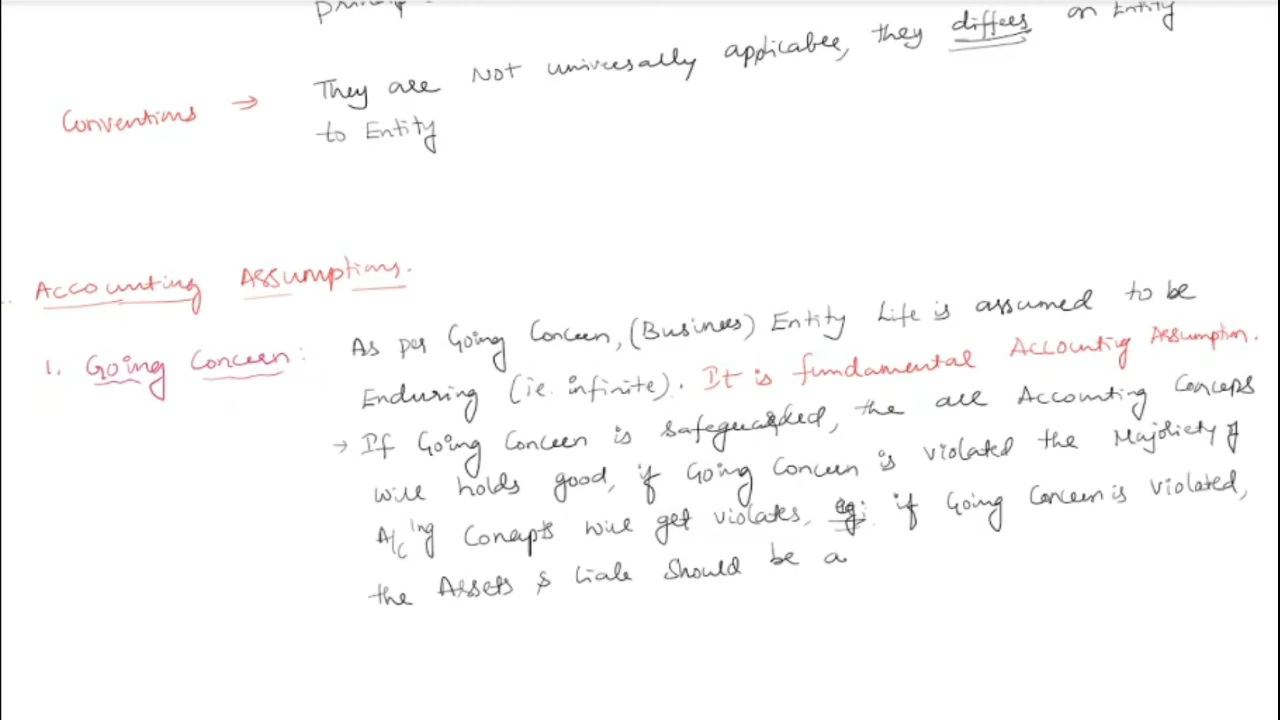 They are Not universally applicable, they differs on Entity
Conventions ⇒
to Entity
Accounting Assumptions.
1. Going Concern:
As per Going Concern, (Business) Entity Life is assumed to be
Enduring (ie. infinite). It is fundamental Accounting Assumption.
→ If Going Concern is safeguarded, the all Accounting Concepts
will holds good, if Going Concern is violated the Majority of
A/c ing Concepts will get violates, eg: if Going Concern is violated,
the Assets & Liab Should be a